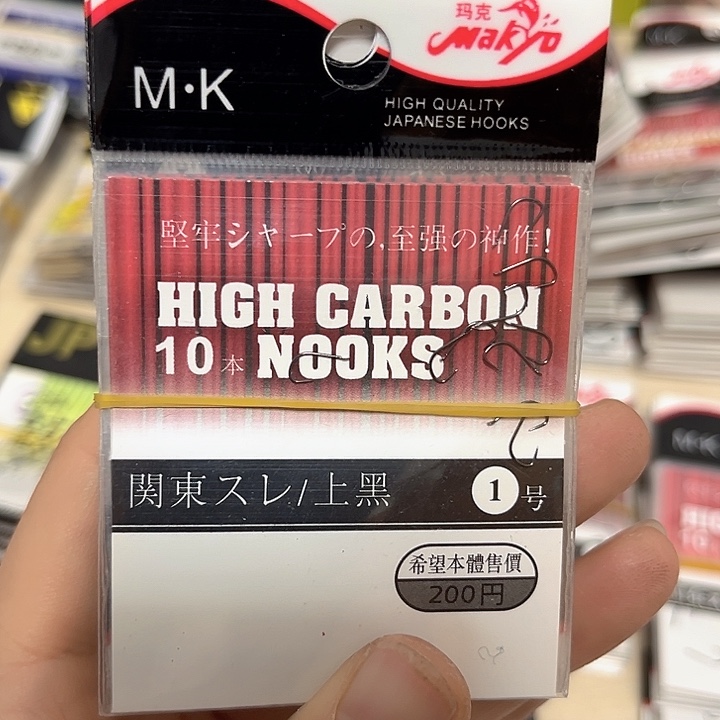 玛克
Makyo
M·K
HIGH QUALITY
JAPANESE HOOKS
堅牢シャープの,至强の神作!
HIGH CARBON
10本 NOOKS
関東スレ/上黑
1号
希望本體售價
200円
JP
M·K